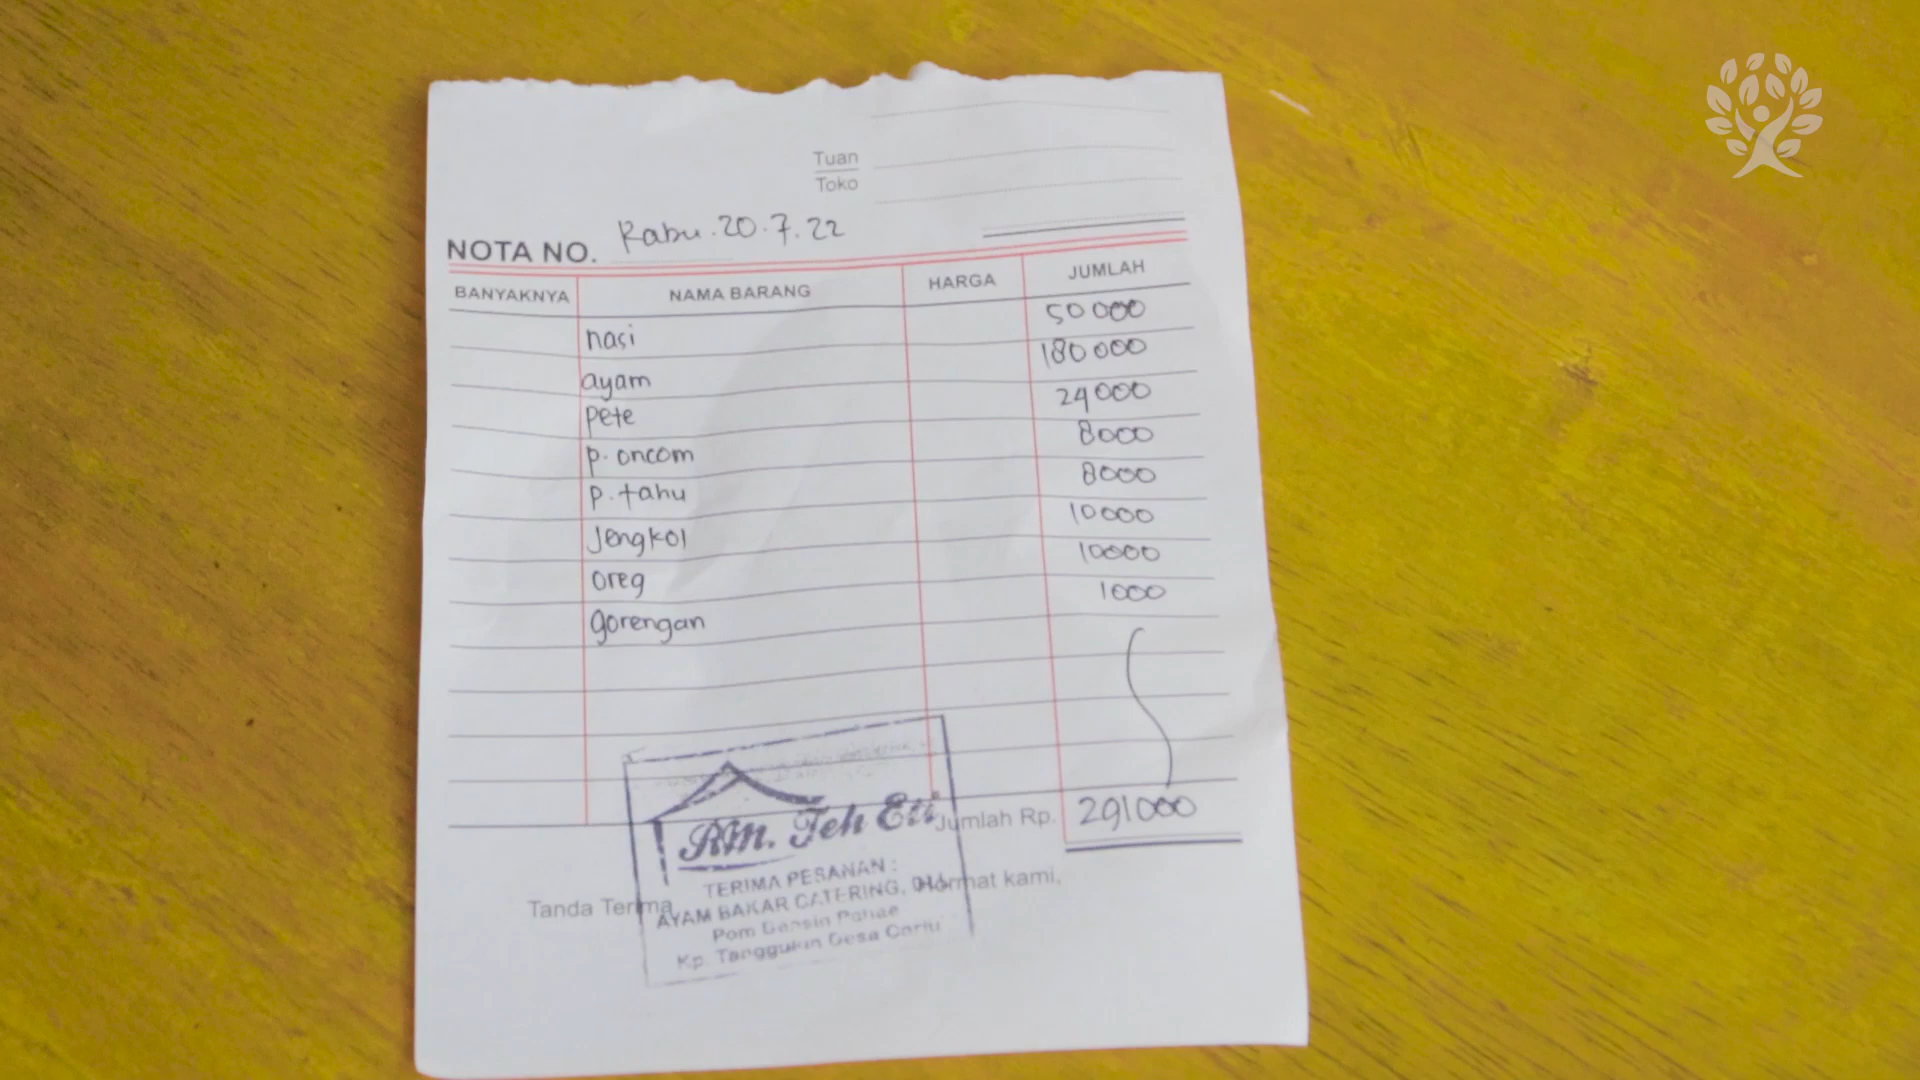 Tuan
Toko
NOTA NO. Rabu. 20. 7. 22
BANYAKNYA NAMA BARANG HARGA JUMLAH
nasi 50000
ayam 180000
pete 24000
p. oncom 8000
p. tahu 8000
Jengkol 10000
oreg 10000
gorengan 1000
Jumlah Rp. 291000
RM. Teh Eti
TERIMA PESANAN :
AYAM BAKAR CATERING,
Pom Bensin
Kp. Desa
Tanda Terima
Hormat kami,